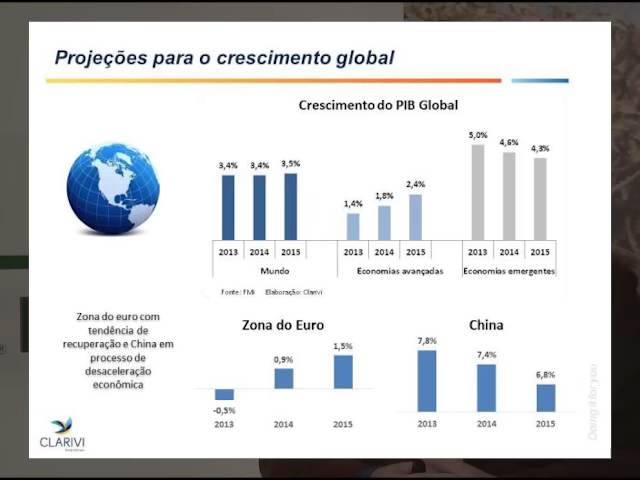 Projeções para o crescimento global
Crescimento do PIB Global
3,4% 3,4% 3,5%
1,4% 1,8% 2,4%
5,0% 4,6% 4,3%
2013 2014 2015 2013 2014 2015 2013 2014 2015
Mundo Economias avançadas Economias emergentes
Fonte: FMI Elaboração: Clarivi
Zona do euro com
tendência de
recuperação e China em
processo de
desaceleração
econômica
Zona do Euro
-0,5% 0,9% 1,5%
2013 2014 2015
China
7,8% 7,4% 6,8%
2013 2014 2015
Doing it for you
CLARIVI